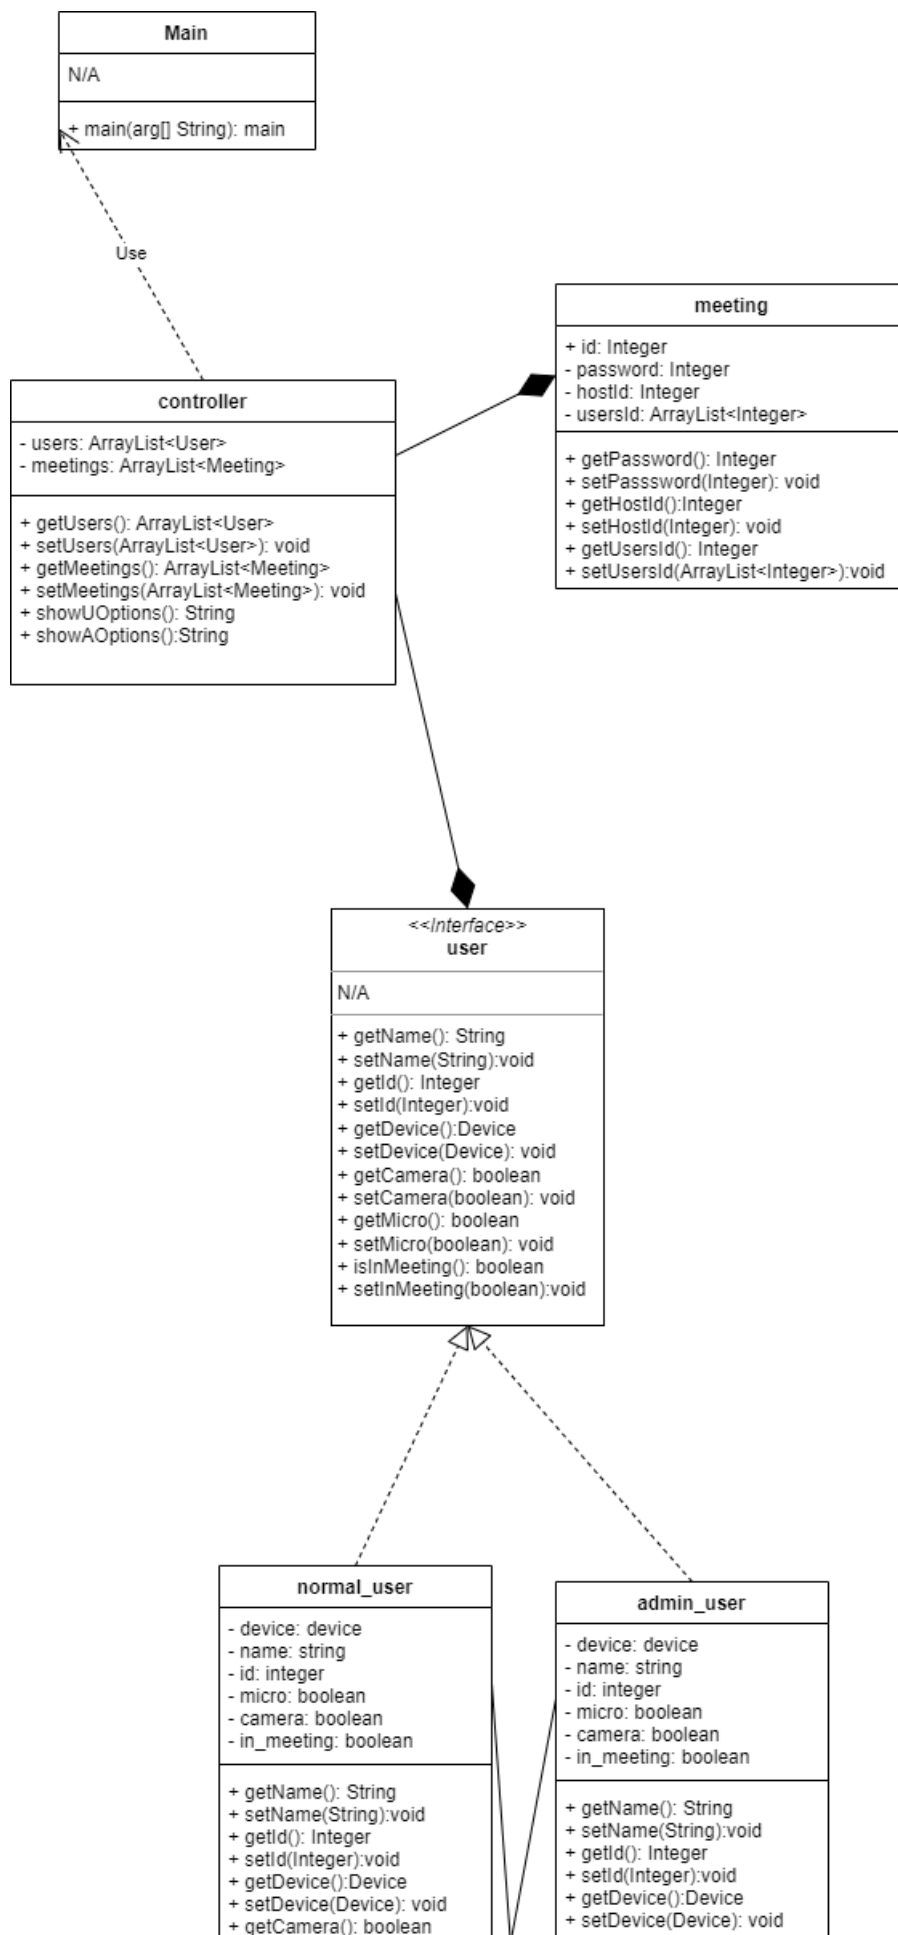 Main
N/A
+ main(arg[] String): main
Use
meeting
+ id: Integer
- password: Integer
- hostId: Integer
- usersId: ArrayList<Integer>
+ getPassword(): Integer
+ setPasssword(Integer): void
+ getHostId():Integer
+ setHostId(Integer): void
+ getUsersId(): Integer
+ setUsersId(ArrayList<Integer>):void
controller
- users: ArrayList<User>
- meetings: ArrayList<Meeting>
+ getUsers(): ArrayList<User>
+ setUsers(ArrayList<User>): void
+ getMeetings(): ArrayList<Meeting>
+ setMeetings(ArrayList<Meeting>): void
+ showUOptions(): String
+ showAOptions():String
<<Interface>>
user
N/A
+ getName(): String
+ setName(String):void
+ getId(): Integer
+ setId(Integer):void
+ getDevice():Device
+ setDevice(Device): void
+ getCamera(): boolean
+ setCamera(boolean): void
+ getMicro(): boolean
+ setMicro(boolean): void
+ isInMeeting(): boolean
+ setInMeeting(boolean):void
normal_user
- device: device
- name: string
- id: integer
- micro: boolean
- camera: boolean
- in_meeting: boolean
+ getName(): String
+ setName(String):void
+ getId(): Integer
+ setId(Integer):void
+ getDevice():Device
+ setDevice(Device): void
+ getCamera(): boolean
admin_user
- device: device
- name: string
- id: integer
- micro: boolean
- camera: boolean
- in_meeting: boolean
+ getName(): String
+ setName(String):void
+ getId(): Integer
+ setId(Integer):void
+ getDevice():Device
+ setDevice(Device): void